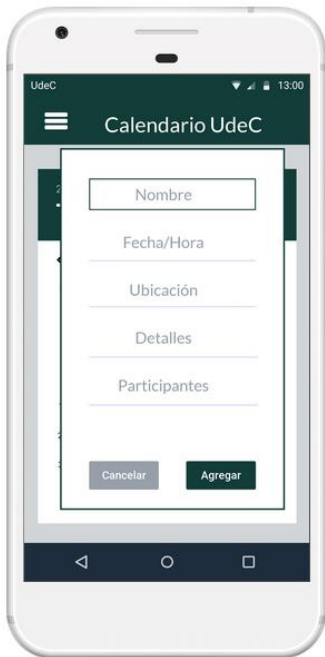 UdeC 13:00
Calendario UdeC
Nombre
Fecha/Hora
Ubicación
Detalles
Participantes
Cancelar Agregar